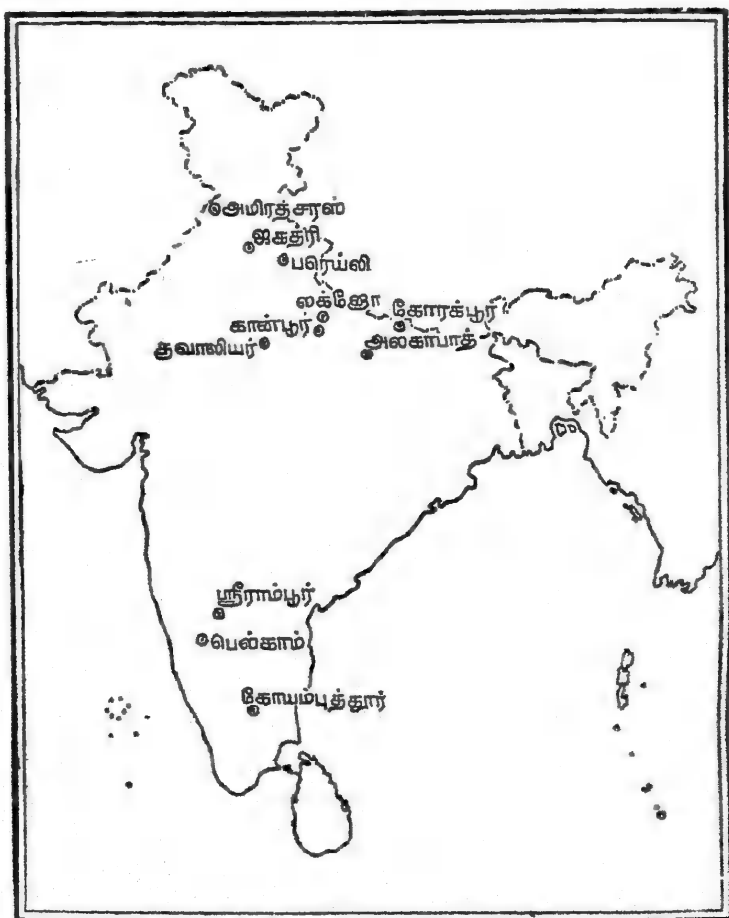 அமிரத்சரஸ்
ஜகத்ரி
பரெய்லி
லக்ஜோ
கோரக்பூர்
கான்பூர்
குவாலியர்
அலகாபாத்
ஸ்ரீராம்பூர்
பெல்காம்
கோயம்புத்தூர்